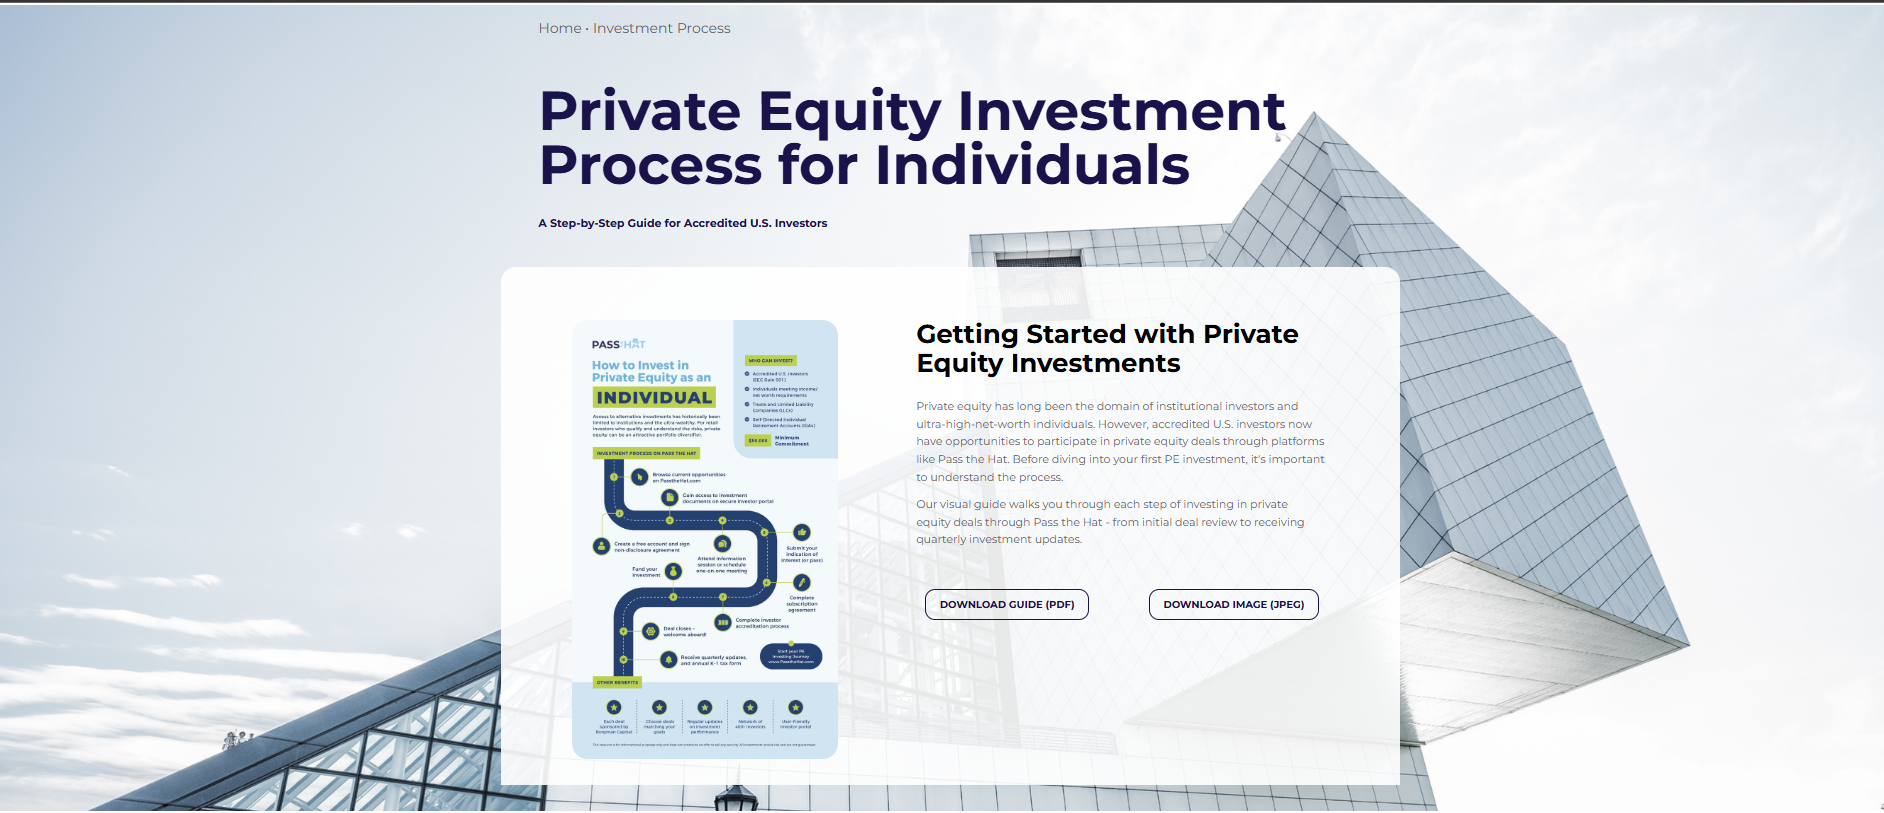 Home • Investment Process
Private Equity Investment
Process for Individuals
A Step-by-Step Guide for Accredited U.S. Investors
PASS THE HAT
How to Invest in
Private Equity as an
INDIVIDUAL
Access to alternative investments has historically been
limited to institutions and the ultra-wealthy. For retail
investors who qualify and understand the risks, private
equity can be an attractive portfolio diversifier.
WHO CAN INVEST?
Accredited U.S. investors
(SEC Rule 501)
Individuals meeting income/
net worth requirements
Trusts and Limited Liability
Companies (LLCs)
Self-Directed Individual
Retirement Accounts (IRAs)
Minimum
Commitment
INVESTMENT PROCESS ON PASS THE HAT
Browse current opportunities
on PasstheHat.com
Gain access to investment
documents on secure investor portal
Create a free account and sign
non-disclosure agreement
Attend information
session or schedule
one-on-one meeting
Submit your
indication of
interest (or pass)
Fund your
investment
Complete
subscription
agreement
Complete investor
accreditation process
Deal closes –
welcome aboard!
Receive quarterly updates,
and annual K-1 tax form
Start your PE
investing journey
www.PasstheHat.com
OTHER BENEFITS
Each deal
sponsored by
Borgman Capital
Choose deals
matching your
goals
Regular updates
on investment
performance
Network of
investors
User-friendly
investor portal
Getting Started with Private
Equity Investments
Private equity has long been the domain of institutional investors and
ultra-high-net-worth individuals. However, accredited U.S. investors now
have opportunities to participate in private equity deals through platforms
like Pass the Hat. Before diving into your first PE investment, it's important
to understand the process.
Our visual guide walks you through each step of investing in private
equity deals through Pass the Hat - from initial deal review to receiving
quarterly investment updates.
DOWNLOAD GUIDE (PDF)
DOWNLOAD IMAGE (JPEG)